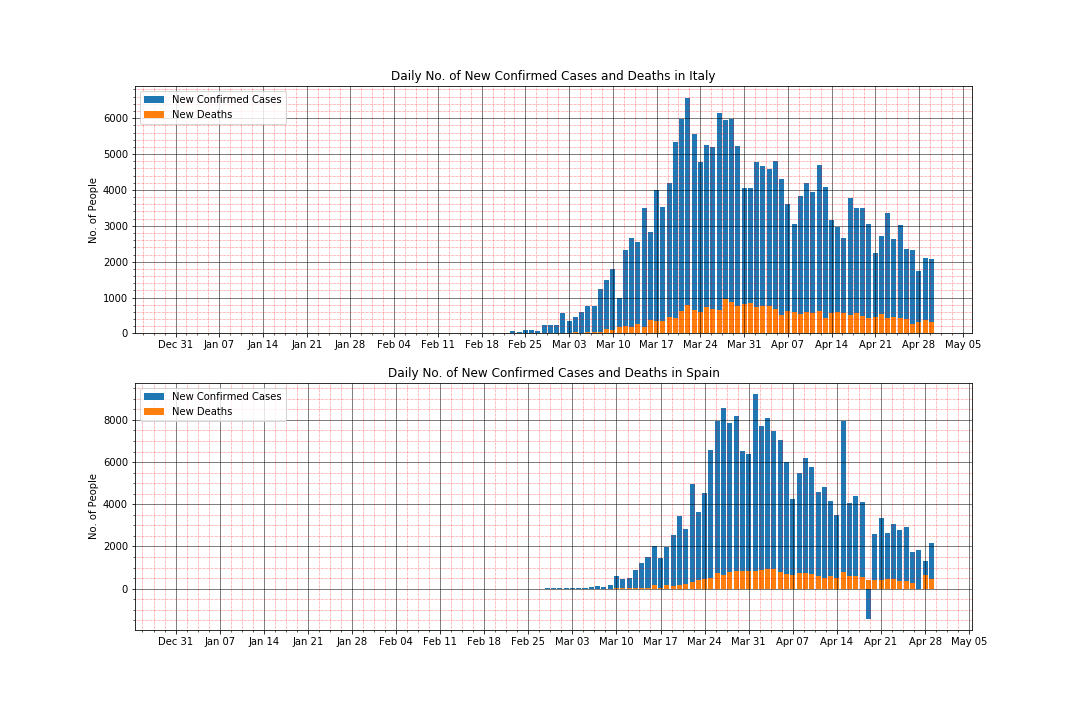 Daily No. of New Confirmed Cases and Deaths in Italy
New Confirmed Cases
New Deaths
No. of People
6000
5000
4000
3000
2000
1000
0
Dec 31 Jan 07 Jan 14 Jan 21 Jan 28 Feb 04 Feb 11 Feb 18 Feb 25 Mar 03 Mar 10 Mar 17 Mar 24 Mar 31 Apr 07 Apr 14 Apr 21 Apr 28 May 05
Daily No. of New Confirmed Cases and Deaths in Spain
New Confirmed Cases
New Deaths
No. of People
8000
6000
4000
2000
0
Dec 31 Jan 07 Jan 14 Jan 21 Jan 28 Feb 04 Feb 11 Feb 18 Feb 25 Mar 03 Mar 10 Mar 17 Mar 24 Mar 31 Apr 07 Apr 14 Apr 21 Apr 28 May 05